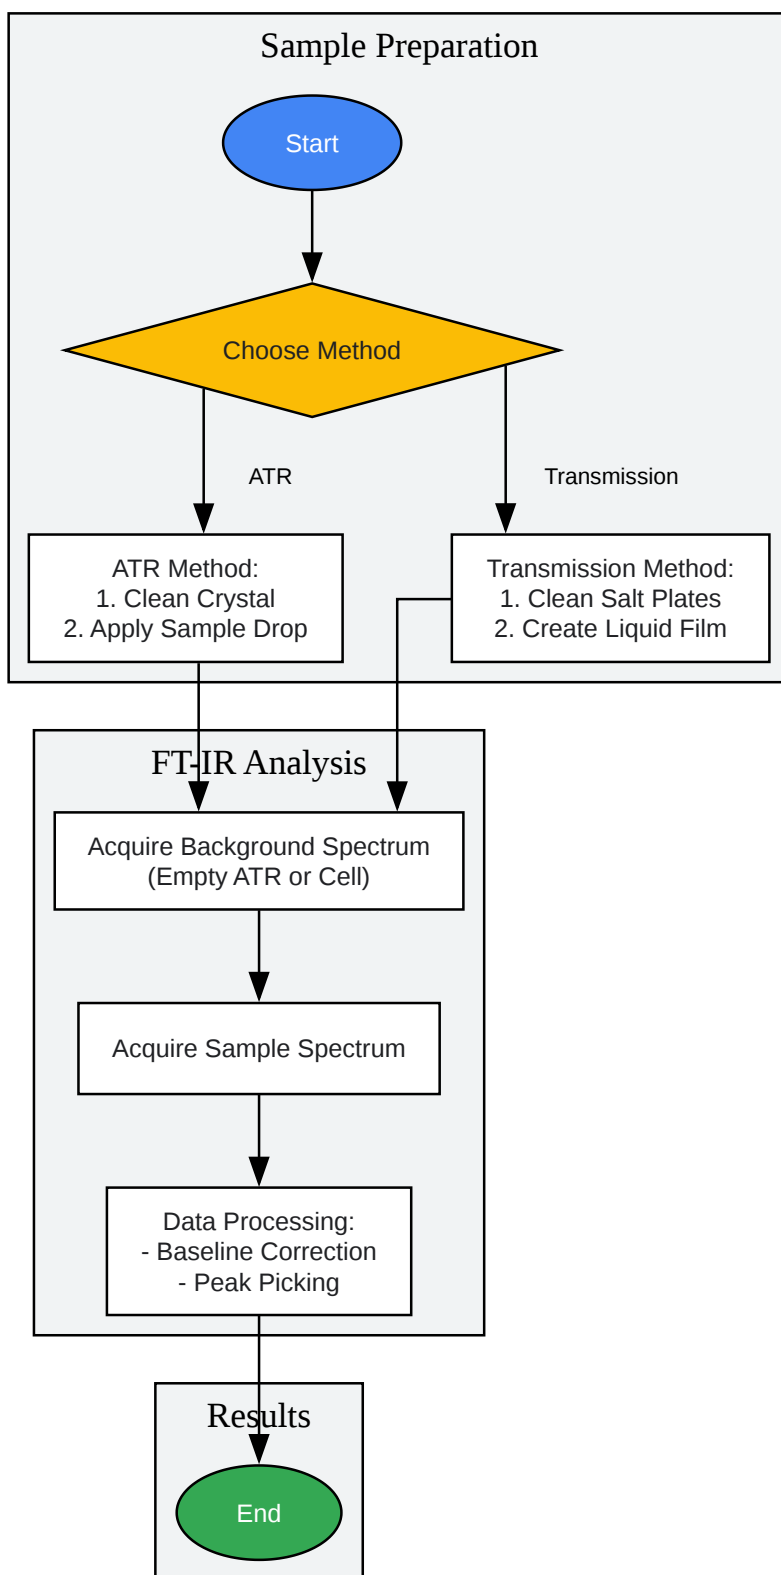 Sample Preparation
Start
Choose Method
ATR
Transmission
ATR Method:
1. Clean Crystal
2. Apply Sample Drop
Transmission Method:
1. Clean Salt Plates
2. Create Liquid Film
FT-IR Analysis
Acquire Background Spectrum
(Empty ATR or Cell)
Acquire Sample Spectrum
Data Processing:
- Baseline Correction
- Peak Picking
Results
End